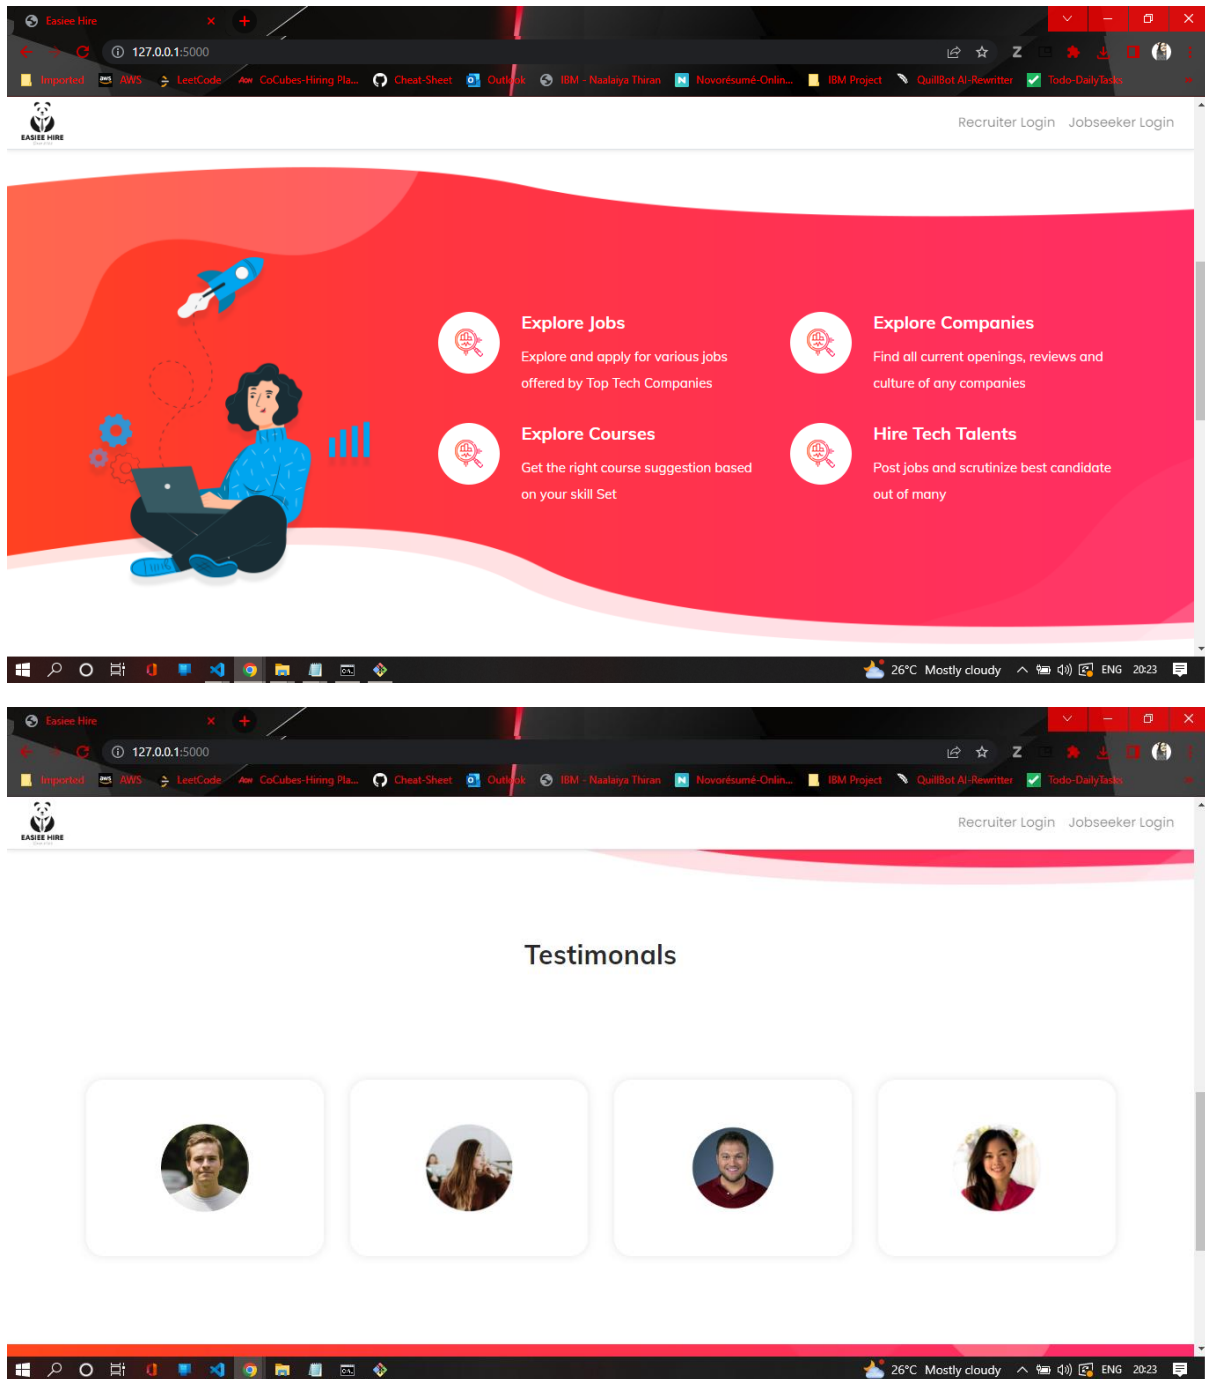 Easiee Hire
127.0.0.1:5000
Z
Imported AWS LeetCode CoCubes-Hiring Pla... Cheat-Sheet Outlook IBM - Naalaiya Thiran Novorésumé-Onlin... IBM Project QuillBot AI-Rewritter Todo-DailyTasks
EASIEE HIRE
Recruiter Login Jobseeker Login
Explore Jobs
Explore and apply for various jobs
offered by Top Tech Companies
Explore Companies
Find all current openings, reviews and
culture of any companies
Explore Courses
Get the right course suggestion based
on your skill Set
Hire Tech Talents
Post jobs and scrutinize best candidate
out of many
26°C Mostly cloudy ENG 20:23
Easiee Hire
127.0.0.1:5000
Z
Imported AWS LeetCode CoCubes-Hiring Pla... Cheat-Sheet Outlook IBM - Naalaiya Thiran Novorésumé-Onlin... IBM Project QuillBot AI-Rewritter Todo-DailyTasks
EASIEE HIRE
Recruiter Login Jobseeker Login
Testimonals
26°C Mostly cloudy ENG 20:23